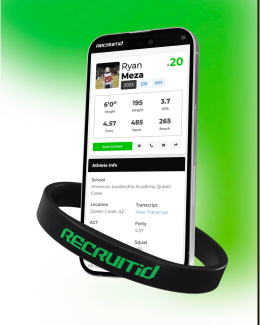 RECRUITid
Ryan
Meza
#20
2023 DB WR
6'0" 195 3.7
Height Weight GPA
4.57 485 265
Forty Squat Bench
Save Contact
Athlete Info
School
American Leadership Academy Queen
Creek
Location Transcript
Queen Creek, AZ View Transcript
ACT Forty
4.57
Squat
RECRUITid